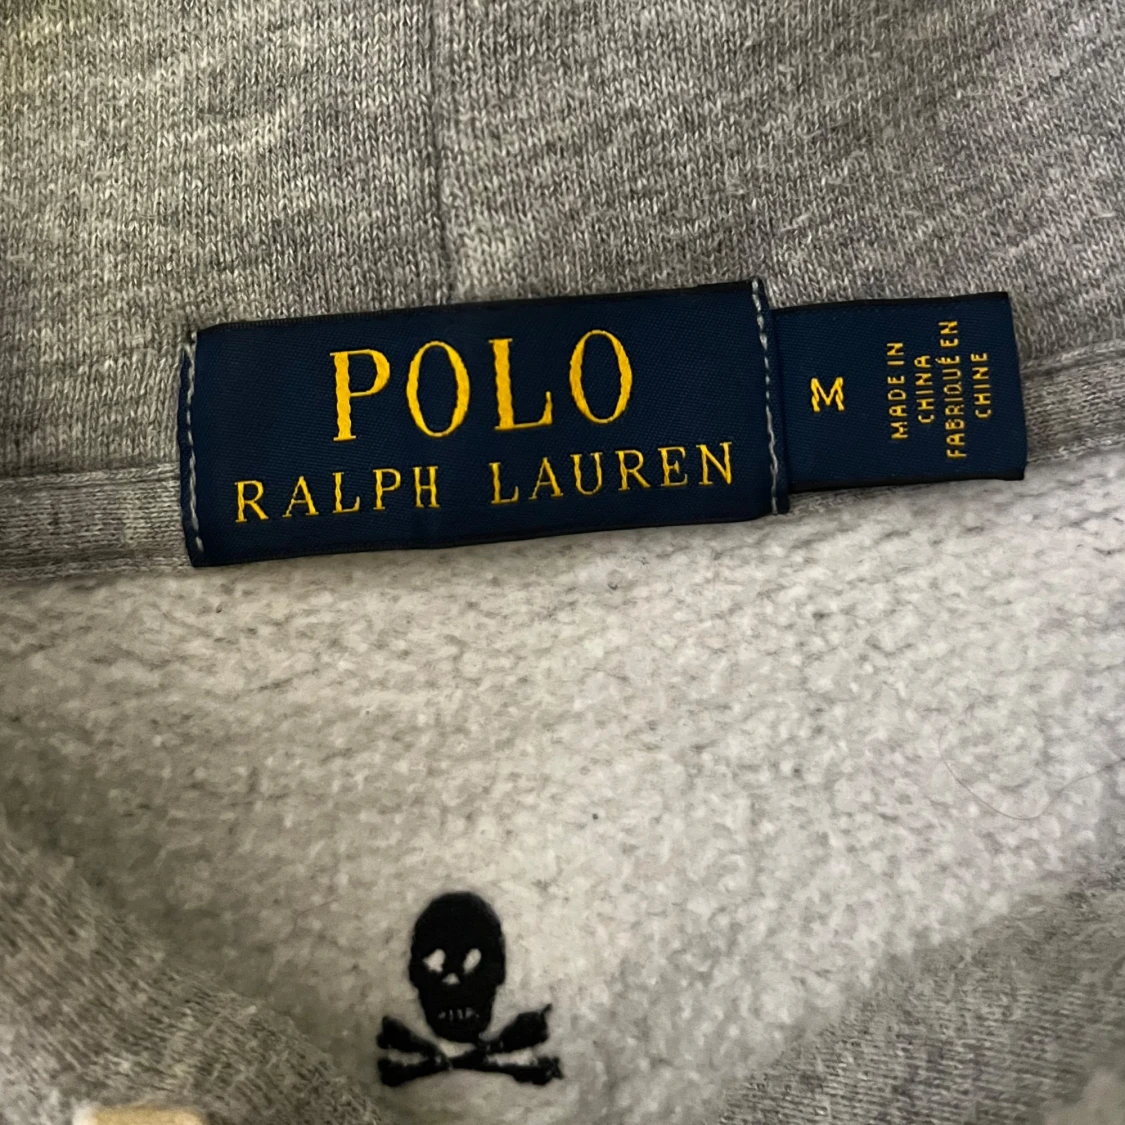 POLO
RALPH LAUREN
M
MADE IN
CHINA
FABRIQUÉ EN
CHINE